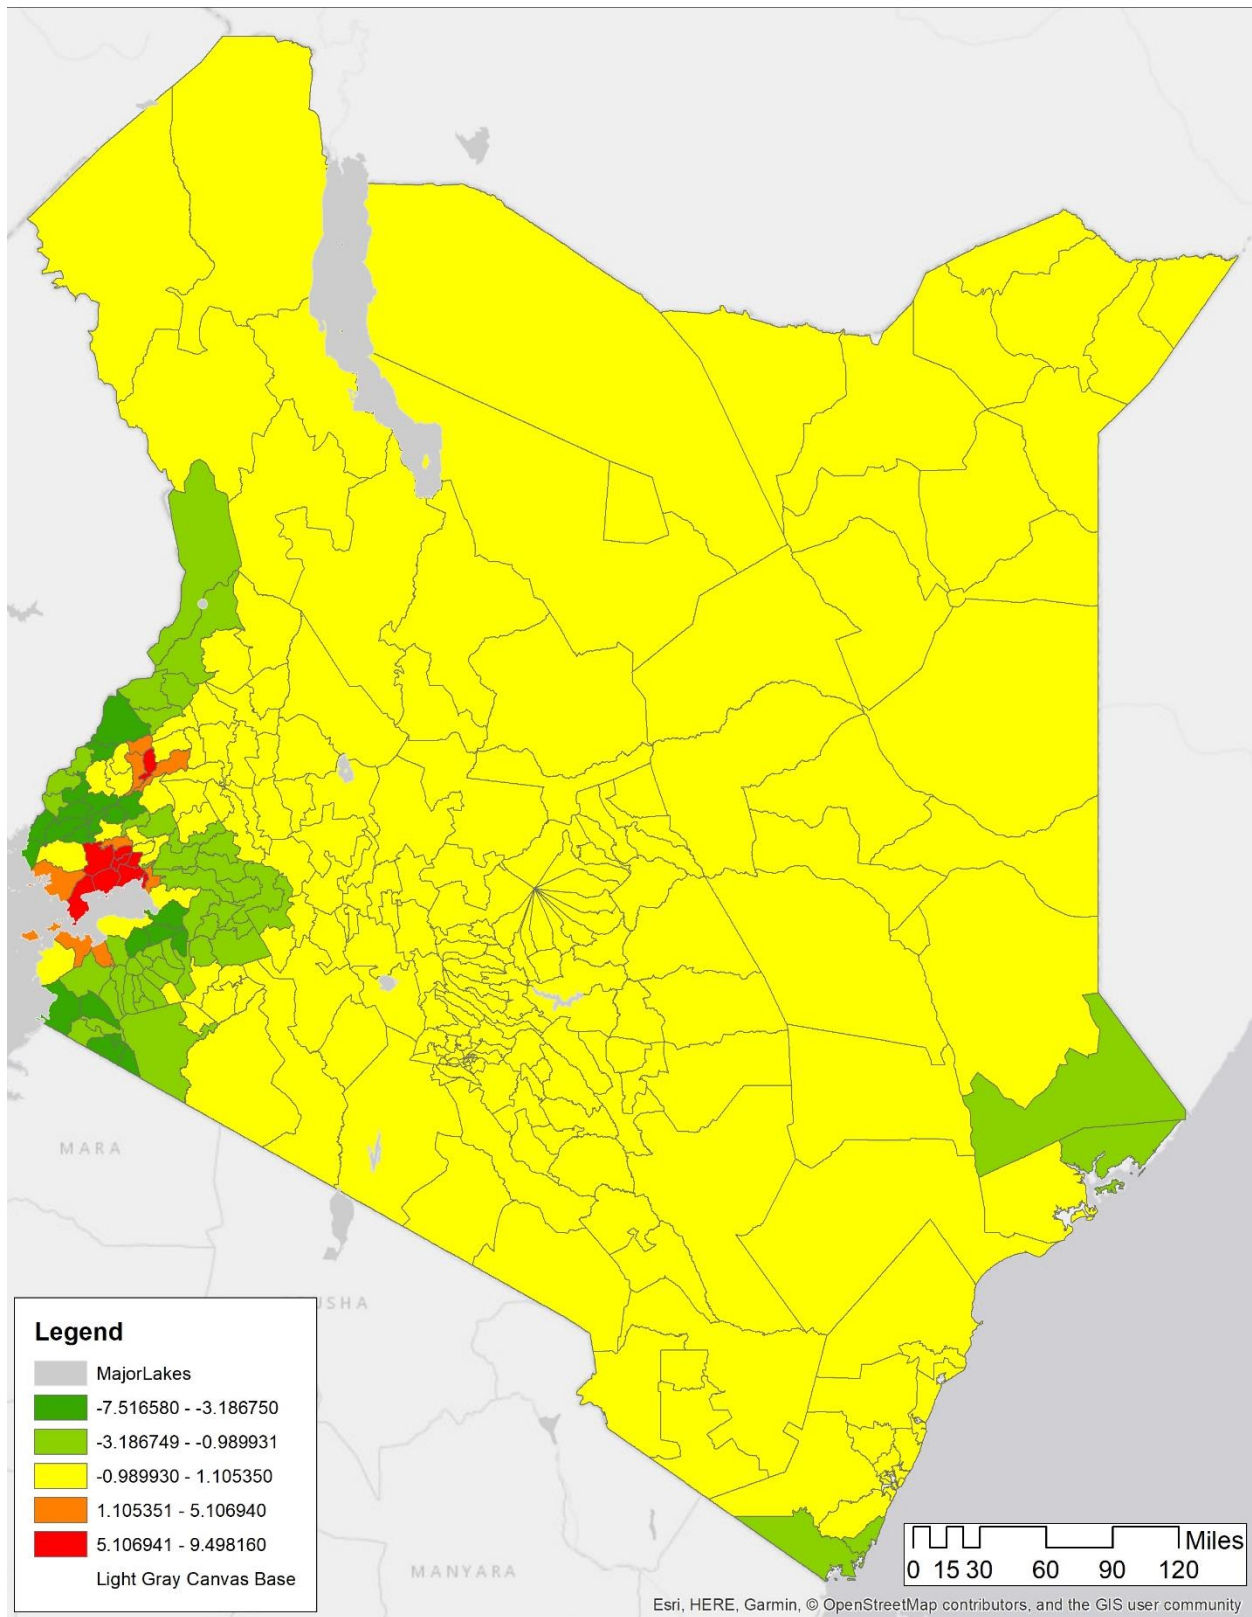 MARA
USHA
MANYARA
Legend
MajorLakes
-7.516580 - -3.186750
-3.186749 - -0.989931
-0.989930 - 1.105350
1.105351 - 5.106940
5.106941 - 9.498160
Light Gray Canvas Base
Miles
0 15 30 60 90 120
Esri, HERE, Garmin, © OpenStreetMap contributors, and the GIS user community